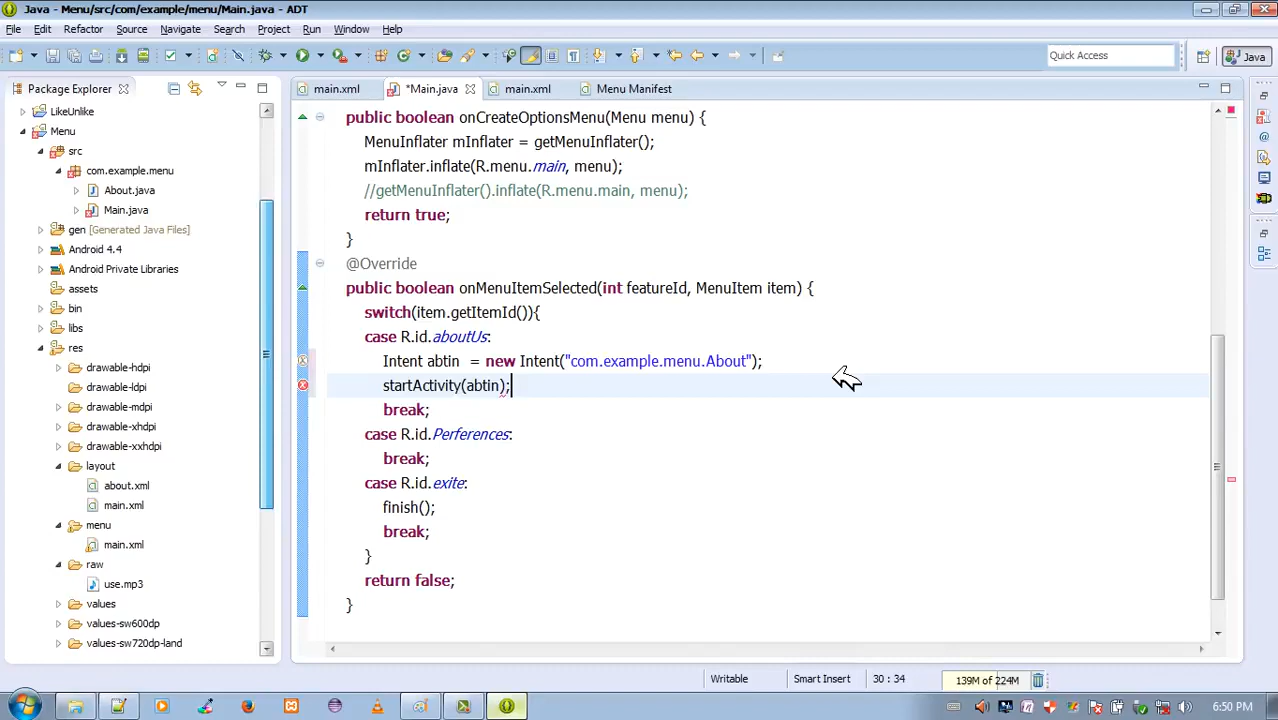 Java - Menu/src/com/example/menu/Main.java - ADT
File Edit Refactor Source Navigate Search Project Run Window Help
Quick Access
Java
Package Explorer
main.xml
*Main.java
main.xml
Menu Manifest
LikeUnlike
Menu
src
com.example.menu
About.java
Main.java
gen [Generated Java Files]
Android 4.4
Android Private Libraries
assets
bin
libs
res
drawable-hdpi
drawable-ldpi
drawable-mdpi
drawable-xhdpi
drawable-xxhdpi
layout
about.xml
main.xml
menu
main.xml
raw
use.mp3
values
values-sw600dp
values-sw720dp-land
public boolean onCreateOptionsMenu(Menu menu) {
MenuInflater mInflater = getMenuInflater();
mInflater.inflate(R.menu.main, menu);
//getMenuInflater().inflate(R.menu.main, menu);
return true;
}
@Override
public boolean onMenuItemSelected(int featureId, MenuItem item) {
switch(item.getItemId()){
case R.id.aboutUs:
Intent abtin  = new Intent("com.example.menu.About");
startActivity(abtin);
break;
case R.id.Perferences:
break;
case R.id.exite:
finish();
break;
}
return false;
}
Writable
Smart Insert
30 : 34
139M of 224M
6:50 PM